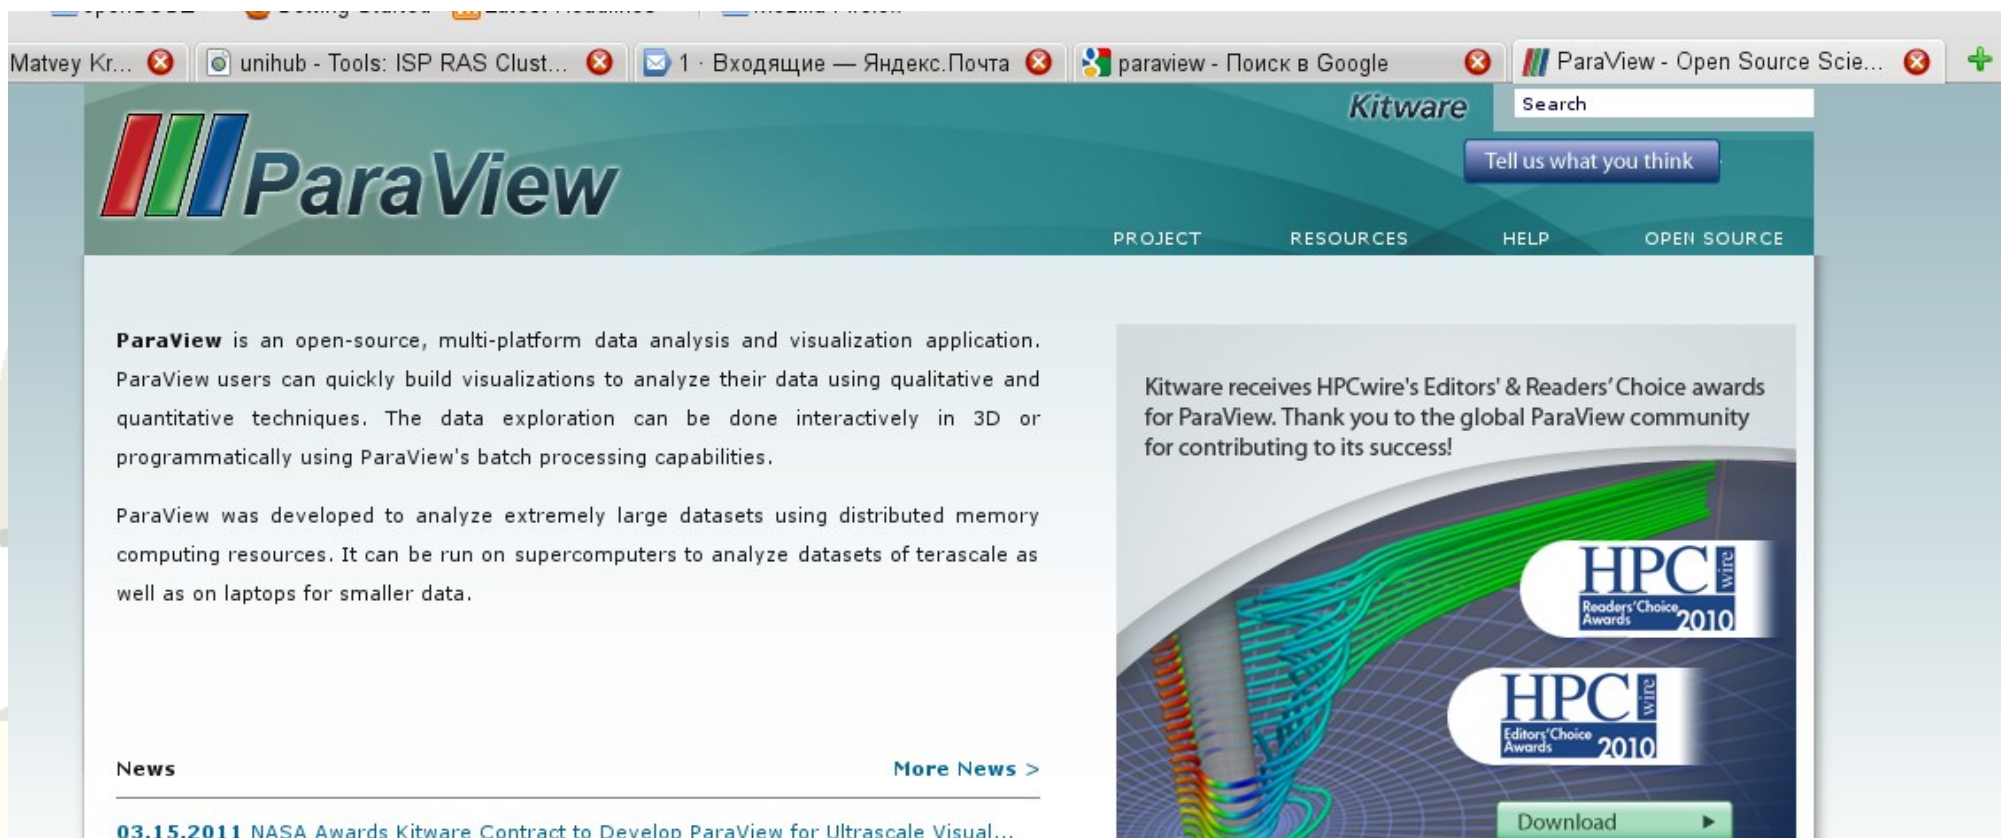 Getting Started
Latest Headlines
Mozilla Firefox
Matvey Kr...
unihub - Tools: ISP RAS Clust...
1 · Входящие — Яндекс.Почта
paraview - Поиск в Google
ParaView - Open Source Scie...
Kitware
Search
Tell us what you think
ParaView
PROJECT
RESOURCES
HELP
OPEN SOURCE
ParaView is an open-source, multi-platform data analysis and visualization application.
ParaView users can quickly build visualizations to analyze their data using qualitative and
quantitative techniques. The data exploration can be done interactively in 3D or
programmatically using ParaView's batch processing capabilities.
ParaView was developed to analyze extremely large datasets using distributed memory
computing resources. It can be run on supercomputers to analyze datasets of terascale as
well as on laptops for smaller data.
News
More News >
03.15.2011 NASA Awards Kitware Contract to Develop ParaView for Ultrascale Visual...
Kitware receives HPCwire's Editors' & Readers' Choice awards
for ParaView. Thank you to the global ParaView community
for contributing to its success!
HPC wire
Readers' Choice
Awards 2010
HPC wire
Editors' Choice
Awards 2010
Download